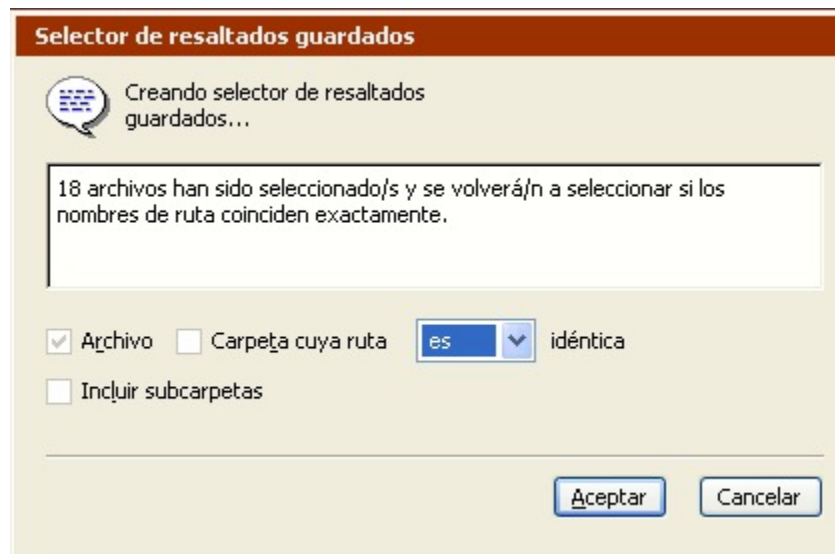 Selector de resaltados guardados
Creando selector de resaltados
guardados...
18 archivos han sido seleccionado/s y se volverá/n a seleccionar si los
nombres de ruta coinciden exactamente.
Archivo Carpeta cuya ruta es idéntica
Incluir subcarpetas
Aceptar Cancelar